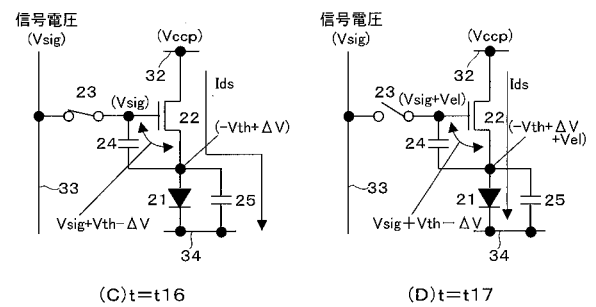 信号電圧
(Vsig)
(Vccp)
32
Ids
23
(Vsig)
22
24
(-Vth+ΔV)
33
21
25
Vsig+Vth-ΔV
34
(C)t=t16
信号電圧
(Vsig)
(Vccp)
32
Ids
23
(Vsig+Vel)
22
24
(-Vth+ΔV
+Vel)
33
21
25
Vsig+Vth-ΔV
34
(D)t=t17